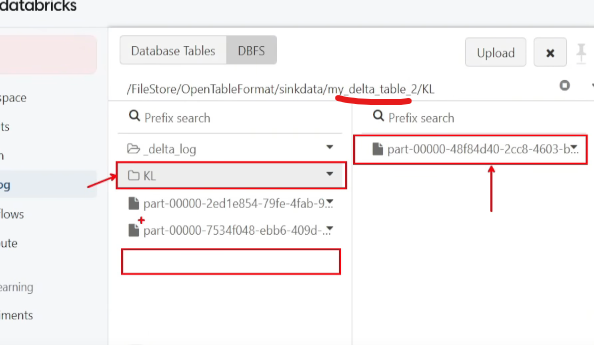 databricks
Database Tables DBFS
Upload ×
/FileStore/OpenTableFormat/sinkdata/my_delta_table_2/KL
space
ts
n
og
flows
ute
earning
ments
Prefix search
_delta_log
KL
part-00000-2ed1e854-79fe-4fab-9...
part-00000-7534f048-ebb6-409d-...
Prefix search
part-00000-48f84d40-2cc8-4603-b...